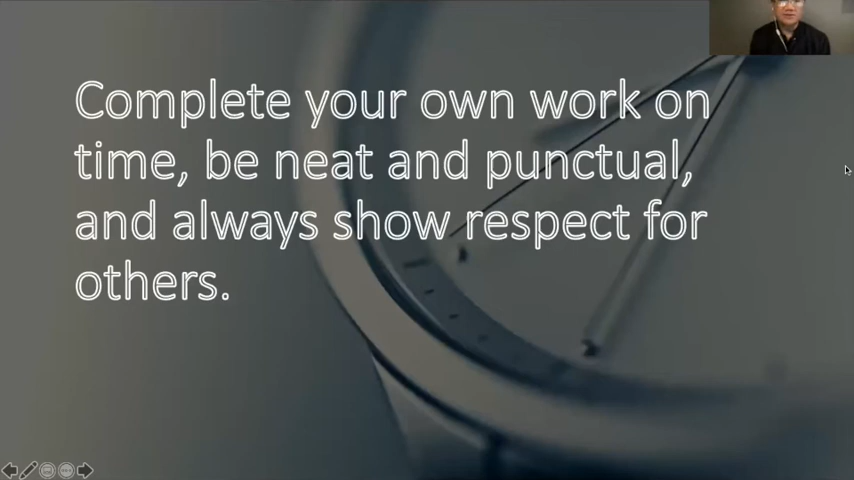 Complete your own work on
time, be neat and punctual,
and always show respect for
others.